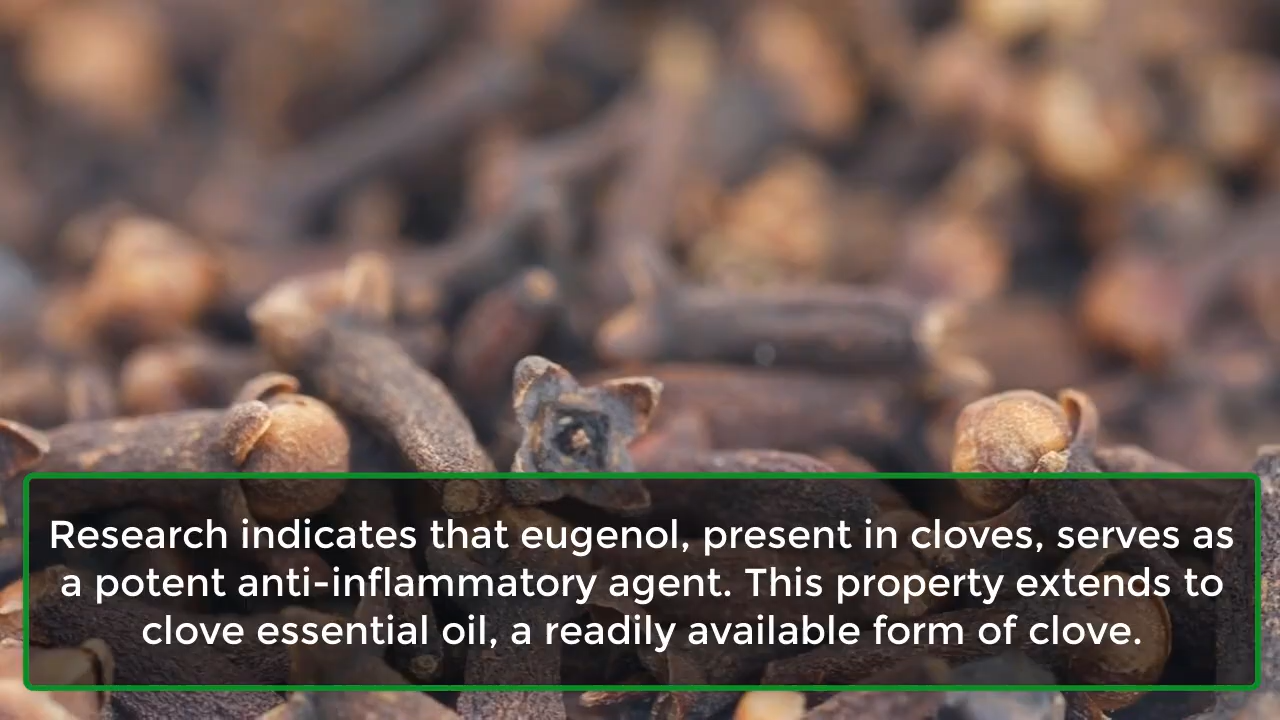 Research indicates that eugenol, present in cloves, serves as
a potent anti-inflammatory agent. This property extends to
clove essential oil, a readily available form of clove.